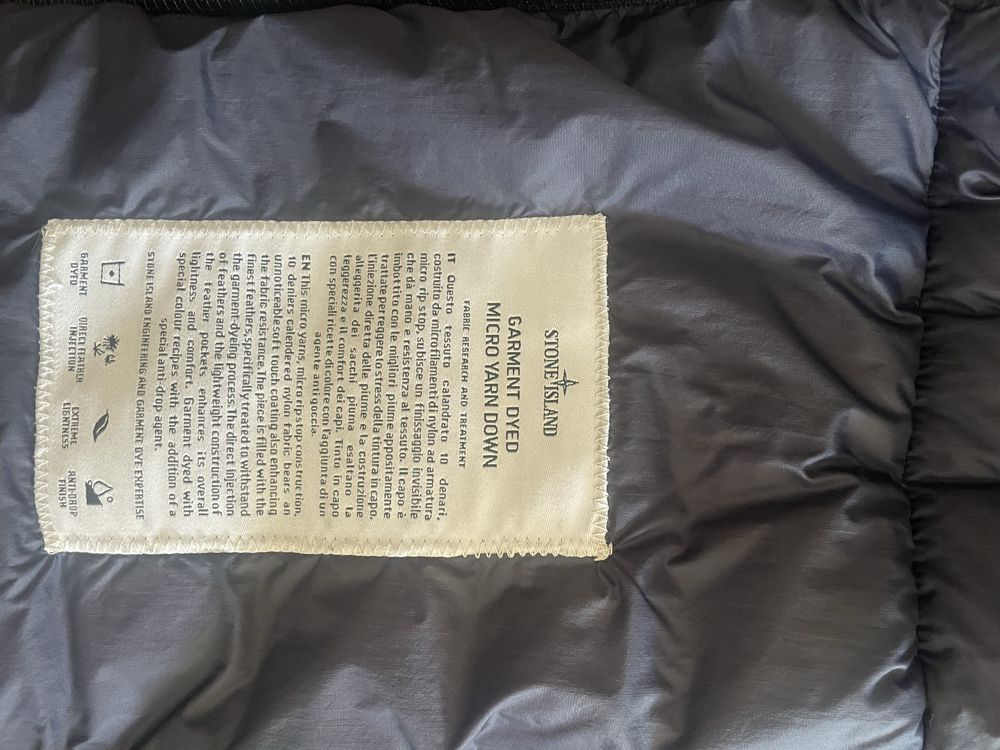 STONE ISLAND
GARMENT DYED
MICRO YARN DOWN
FABRIC RESEARCH AND TREATMENT
IT Questo tessuto calandrato 10 denari,
costruito da microfilamenti di nylon ad armatura
micro rip stop, subisce un finissaggio invisibile
che dà mano e resistenza al tessuto. Il capo è
imbottito con le migliori piume appositamente
trattate per reggere lo stress della tintura in capo.
L'iniezione diretta delle piume e la costruzione
alleggerita dei sacchi piuma esaltano la
leggerezza e il comfort dei capi. Tinto in capo
con speciali ricette di colore con l'aggiunta di un
agente anti goccia.
EN This micro yarns, micro rip stop construction,
10 deniers calendered nylon fabric bears an
unnoticeable soft touch coating also enhancing
the fabric resistance. The piece is filled with the
finest feathers, specifically treated to withstand
the garment-dyeing process. The direct injection
of feathers and the lightweight construction of
the feather pockets enhances its overall
lightness and comfort. Garment dyed with
special colour recipes with the addition of a
special anti-drop agent.
STONE ISLAND ENGINEERING AND GARMENT DYE EXPERTISE
GARMENT
DYED
DIRECT FEATHER
INJECTION
EXTREME
LIGHTNESS
ANTI-DROP
FINISH